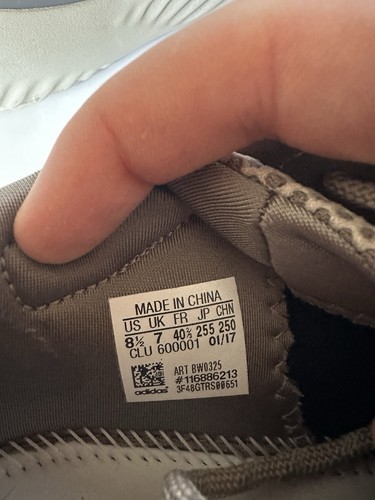 MADE IN CHINA
US UK FR JP CHN
8½ 7 40⅔ 255 250
CLU 600001 01/17
ART BW0325
#116886213
3F4BGTRS00651
adidas